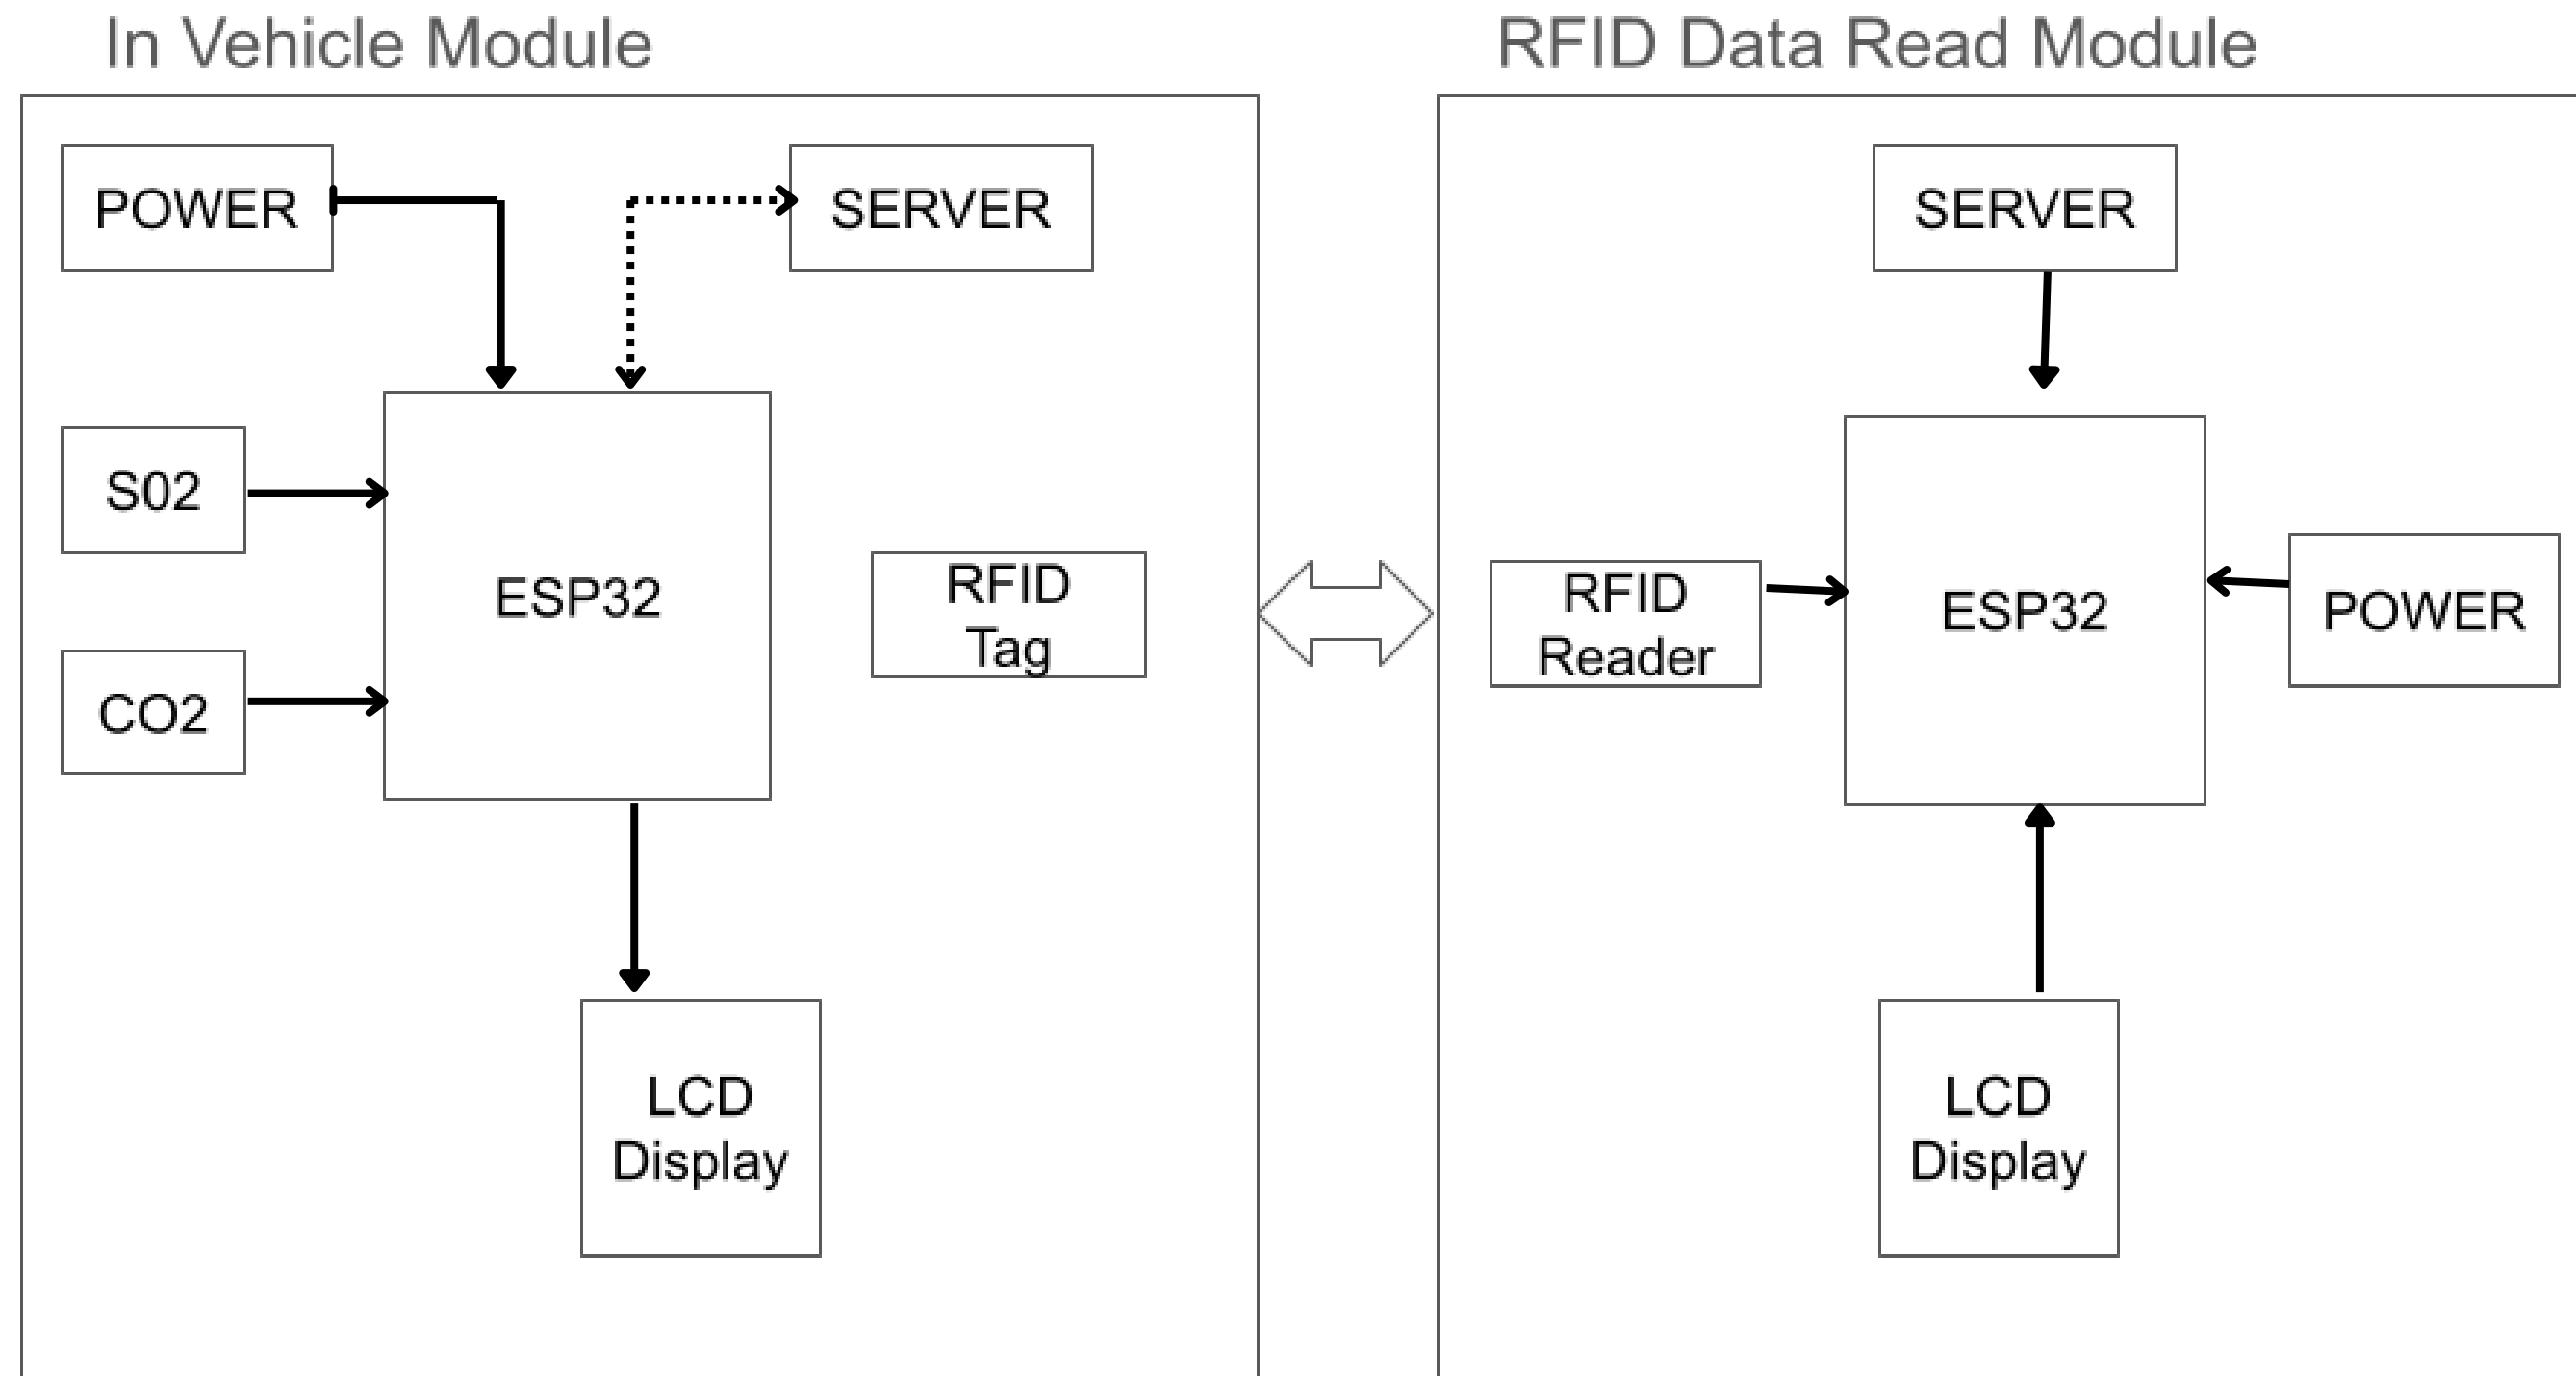 In Vehicle Module
POWER
SERVER
S02
ESP32
CO2
RFID
Tag
LCD
Display
RFID Data Read Module
SERVER
RFID
Reader
ESP32
POWER
LCD
Display